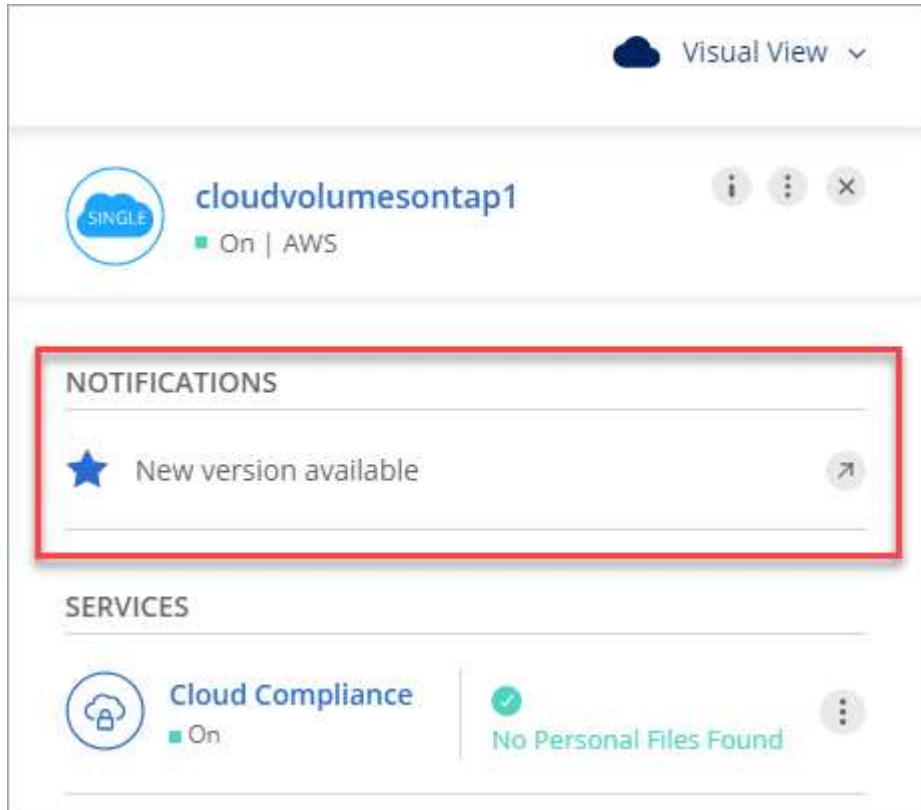 Visual View
SINGLE
cloudvolumesontap1
On | AWS
NOTIFICATIONS
New version available
SERVICES
Cloud Compliance
On
No Personal Files Found